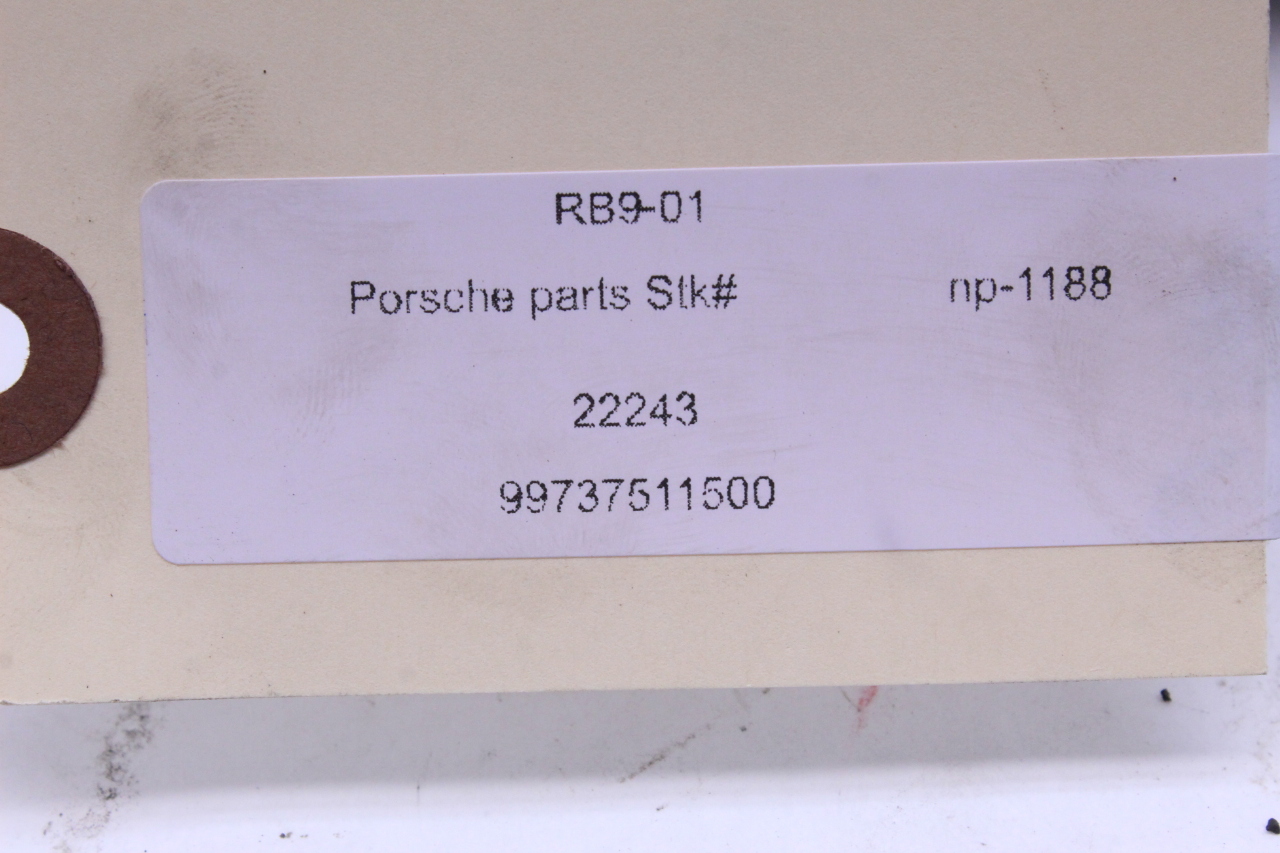 RB9-01
Porsche parts Stk# np-1188
22243
99737511500